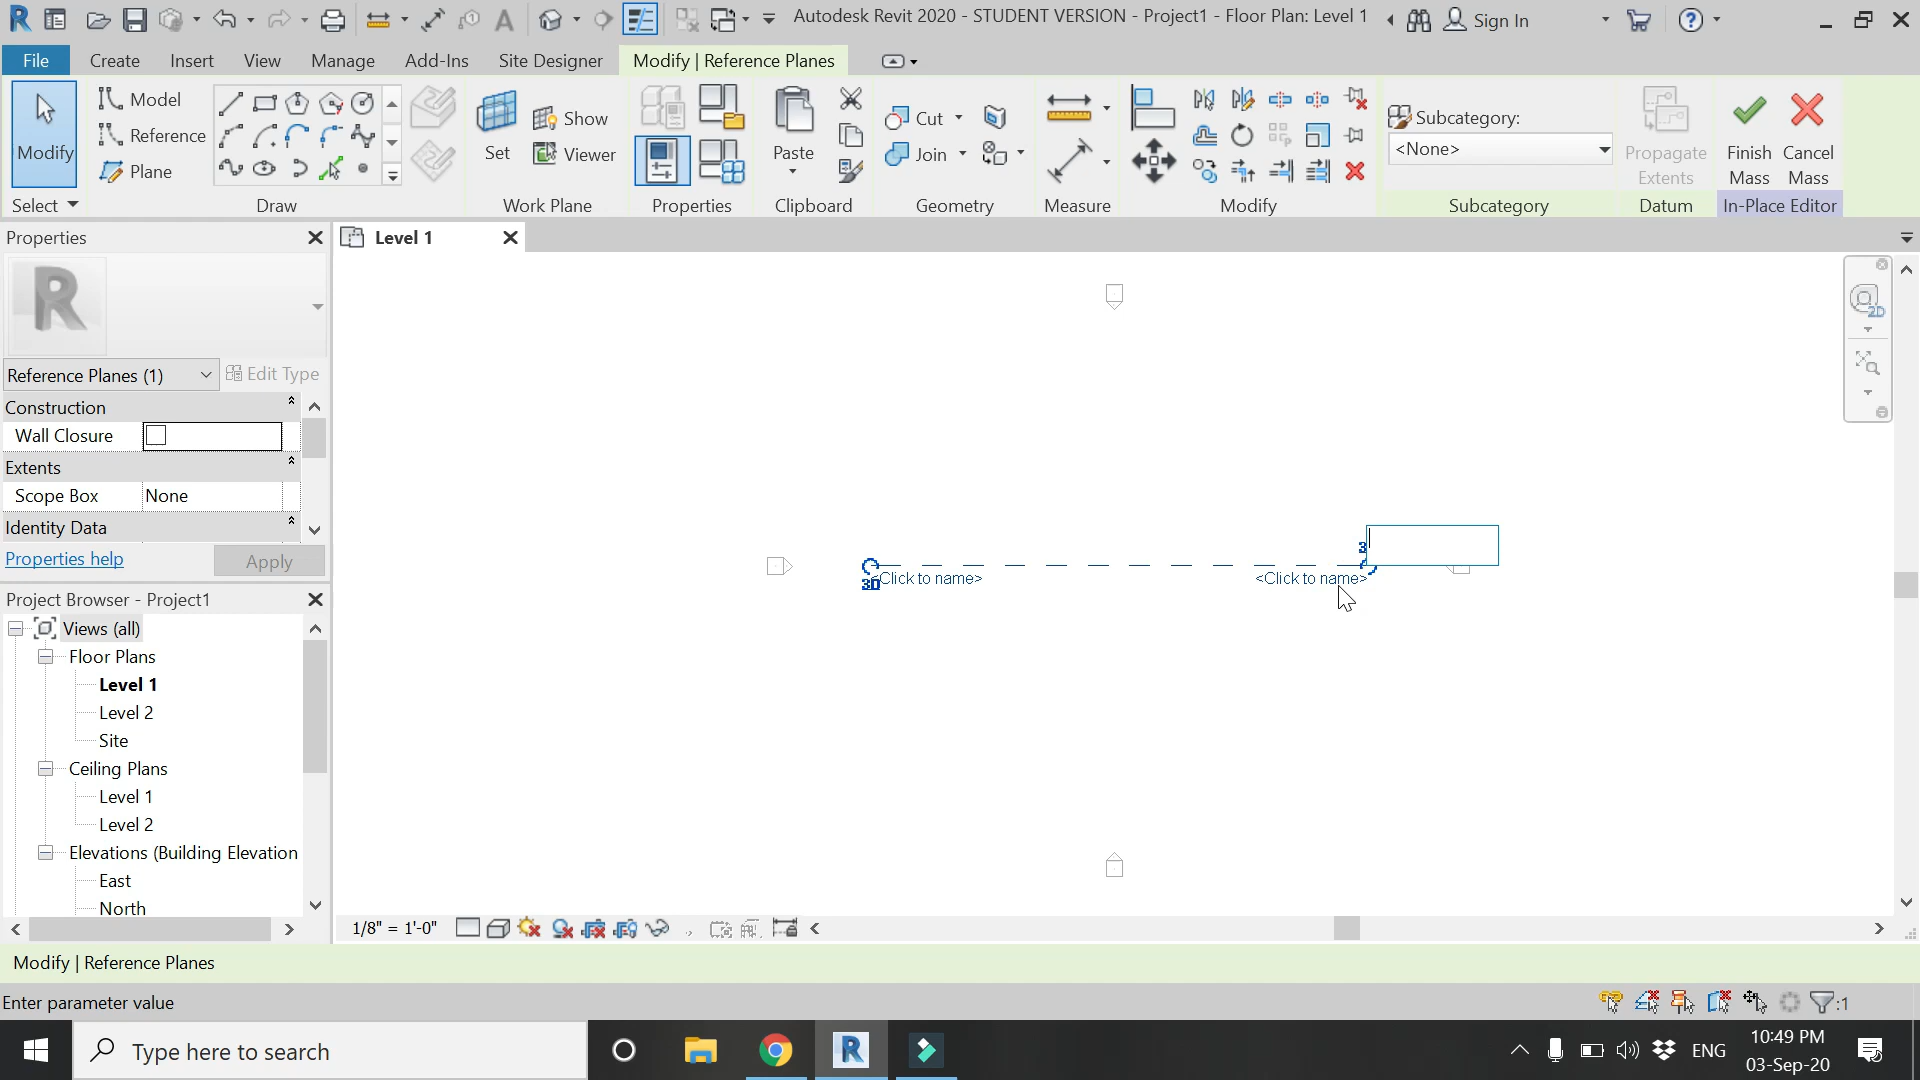 Autodesk Revit 2020 - STUDENT VERSION - Project1 - Floor Plan: Level 1
Sign In
File Create Insert View Manage Add-Ins Site Designer Modify | Reference Planes
Modify
Model
Reference
Plane
Set
Show
Viewer
Paste
Cut
Join
Subcategory:
<None>
Propagate Extents
Finish Mass
Cancel Mass
Select Draw Work Plane Properties Clipboard Geometry Measure Modify Subcategory Datum In-Place Editor
Properties
Level 1
2D
R
Reference Planes (1)
Edit Type
Construction
Wall Closure
Extents
Scope Box None
Identity Data
Properties help
Apply
3
3D
<Click to name>
<Click to name>
Project Browser - Project1
Views (all)
Floor Plans
Level 1
Level 2
Site
Ceiling Plans
Level 1
Level 2
Elevations (Building Elevation
East
North
1/8" = 1'-0"
Modify | Reference Planes
Enter parameter value
:1
Type here to search
ENG
10:49 PM
03-Sep-20